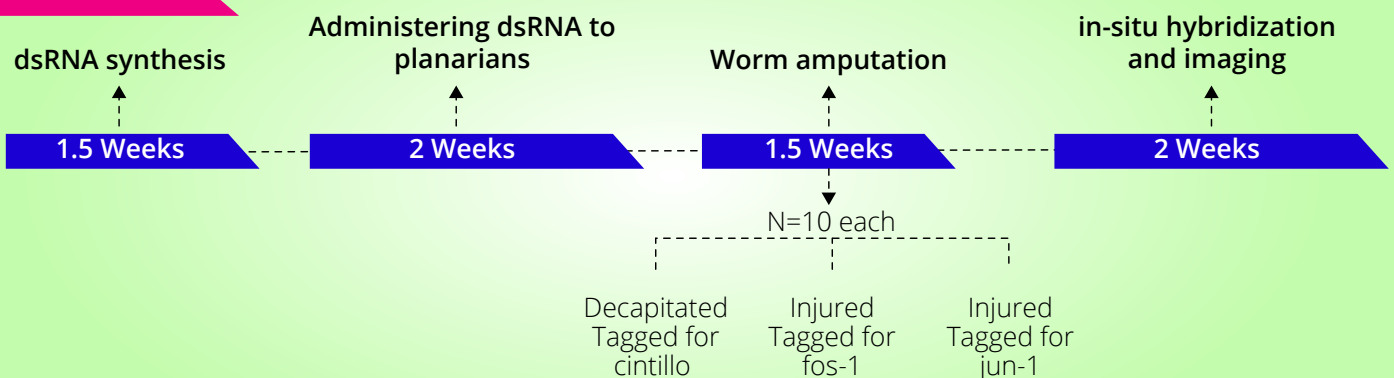 dsRNA synthesis
1.5 Weeks
Administering dsRNA to
planarians
2 Weeks
Worm amputation
1.5 Weeks
N=10 each
Decapitated
Tagged for
cintillo
Injured
Tagged for
fos-1
Injured
Tagged for
jun-1
in-situ hybridization
and imaging
2 Weeks